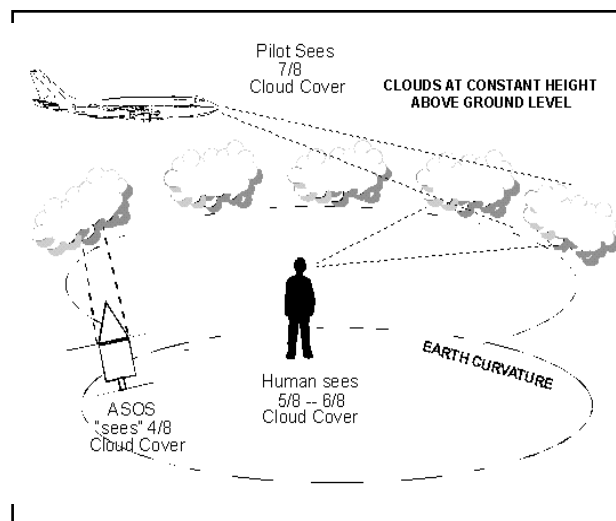 Pilot Sees
7/8
Cloud Cover
CLOUDS AT CONSTANT HEIGHT
ABOVE GROUND LEVEL
EARTH CURVATURE
Human sees
5/8 -- 6/8
Cloud Cover
ASOS
"sees" 4/8
Cloud Cover